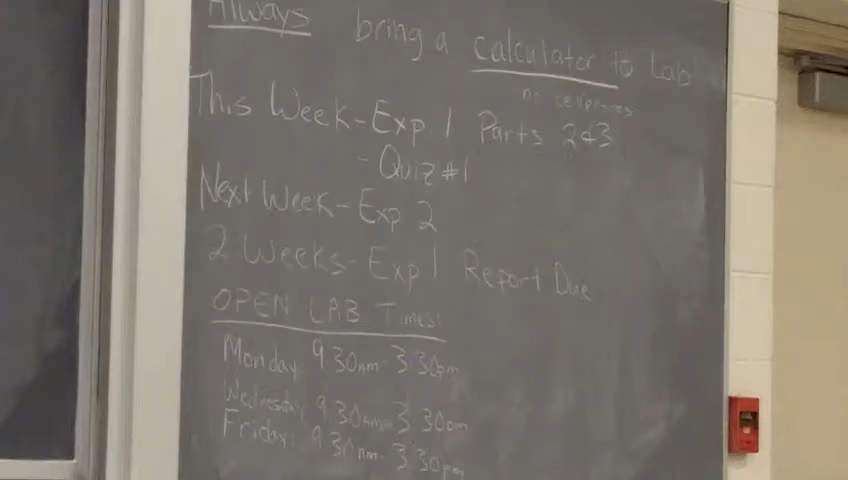 Always bring a calculator to Lab
no cellphones
This Week - Exp. 1 Parts 2&3
- Quiz #1
Next Week - Exp 2
2 Weeks - Exp 1 Report Due
OPEN LAB Times:
Monday: 9:30am - 3:30pm
Wednesday: 9:30am - 3:30pm
Friday: 9:30am - 3:30pm